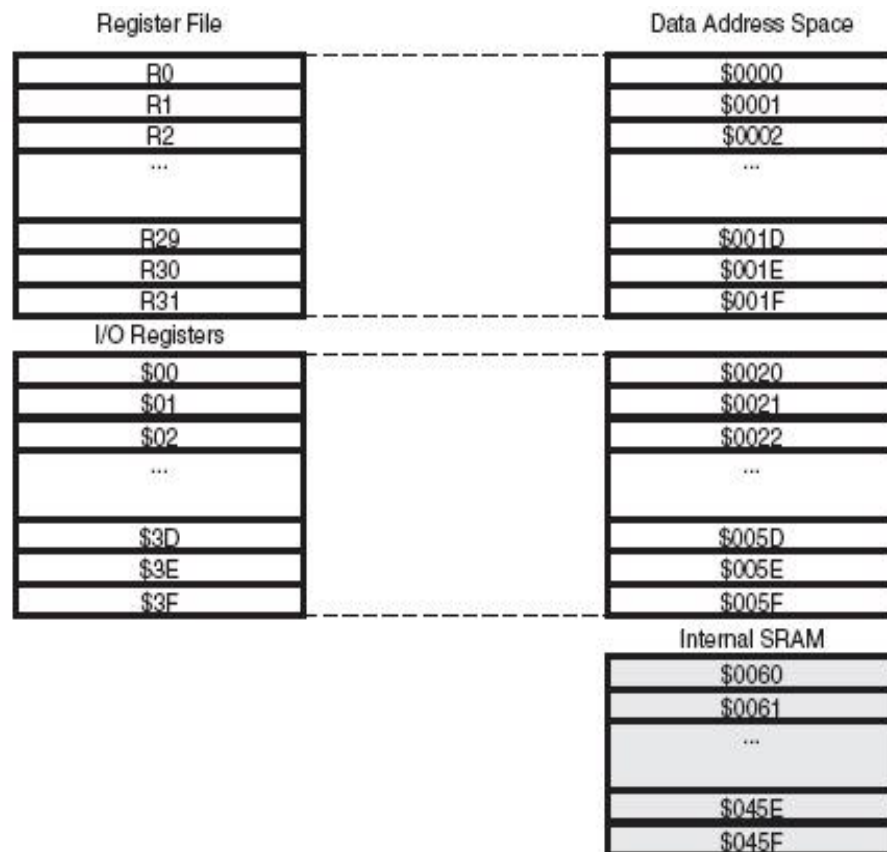 Register File Data Address Space
R0 $0000
R1 $0001
R2 $0002
... ...
R29 $001D
R30 $001E
R31 $001F
I/O Registers
$00 $0020
$01 $0021
$02 $0022
... ...
$3D $005D
$3E $005E
$3F $005F
Internal SRAM
$0060
$0061
...
$045E
$045F